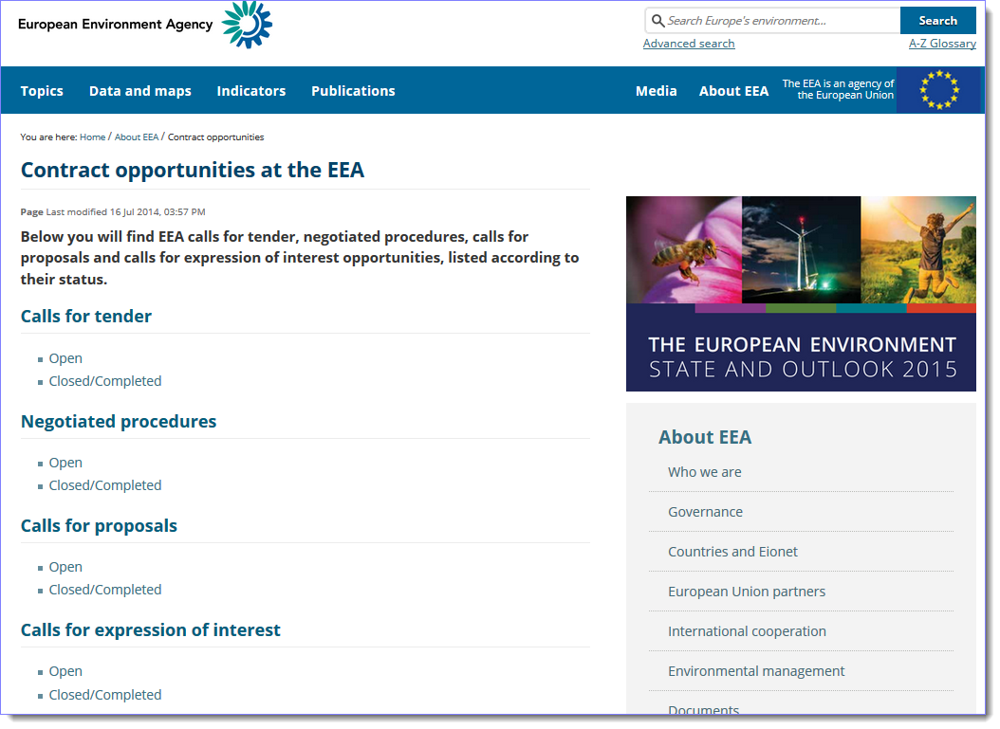 European Environment Agency
Search Europe's environment...
Search
Advanced search
A-Z Glossary
Topics
Data and maps
Indicators
Publications
Media
About EEA
The EEA is an agency of
the European Union
You are here: Home / About EEA / Contract opportunities
Contract opportunities at the EEA
Page Last modified 16 Jul 2014, 03:57 PM
Below you will find EEA calls for tender, negotiated procedures, calls for
proposals and calls for expression of interest opportunities, listed according to
their status.
Calls for tender
Open
Closed/Completed
Negotiated procedures
Open
Closed/Completed
Calls for proposals
Open
Closed/Completed
Calls for expression of interest
Open
Closed/Completed
THE EUROPEAN ENVIRONMENT
STATE AND OUTLOOK 2015
About EEA
Who we are
Governance
Countries and Eionet
European Union partners
International cooperation
Environmental management
Documents